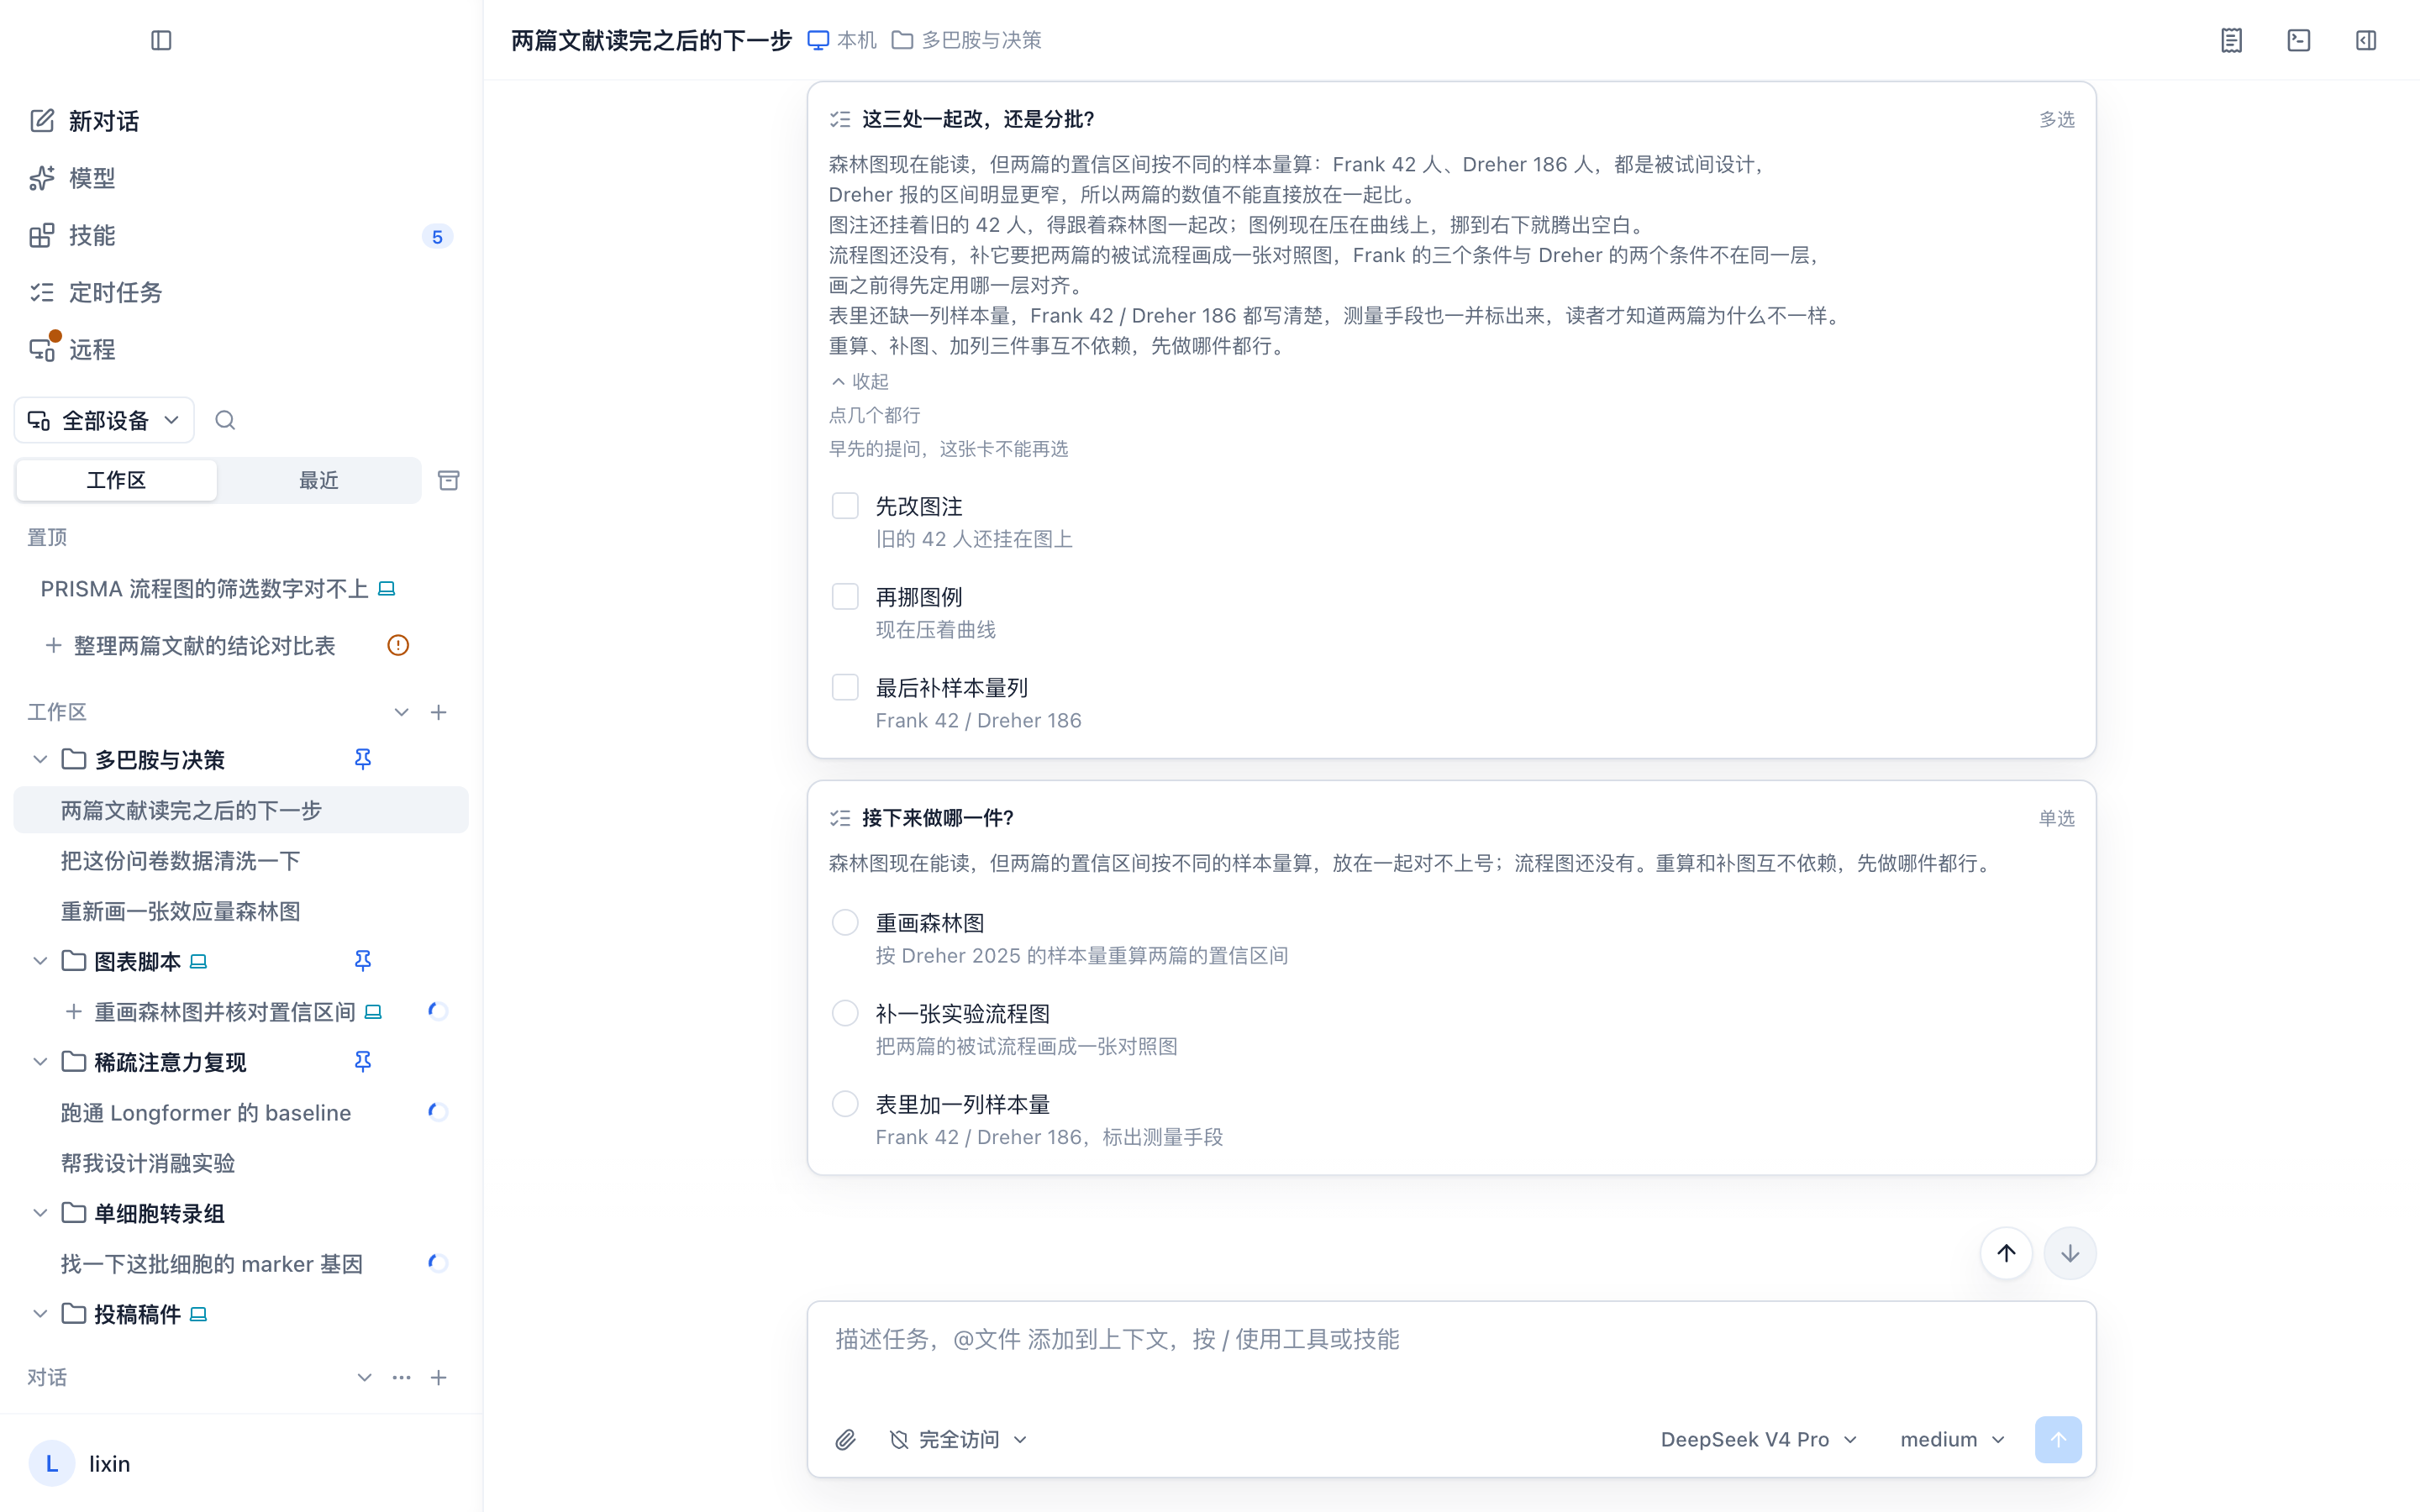 新对话
模型
技能
5
定时任务
远程
全部设备
工作区
最近
置顶
PRISMA 流程图的筛选数字对不上
整理两篇文献的结论对比表
工作区
多巴胺与决策
两篇文献读完之后的下一步
把这份问卷数据清洗一下
重新画一张效应量森林图
图表脚本
重画森林图并核对置信区间
稀疏注意力复现
跑通 Longformer 的 baseline
帮我设计消融实验
单细胞转录组
找一下这批细胞的 marker 基因
投稿稿件
对话
L
lixin
两篇文献读完之后的下一步
本机
多巴胺与决策
这三处一起改，还是分批？
多选
森林图现在能读，但两篇的置信区间按不同的样本量算：Frank 42 人、Dreher 186 人，都是被试间设计，
Dreher 报的区间明显更窄，所以两篇的数值不能直接放在一起比。
图注还挂着旧的 42 人，得跟着森林图一起改；图例现在压在曲线上，挪到右下就腾出空白。
流程图还没有，补它要把两篇的被试流程画成一张对照图，Frank 的三个条件与 Dreher 的两个条件不在同一层，
画之前得先定用哪一层对齐。
表里还缺一列样本量，Frank 42 / Dreher 186 都写清楚，测量手段也一并标出来，读者才知道两篇为什么不一样。
重算、补图、加列三件事互不依赖，先做哪件都行。
收起
点几个都行
早先的提问，这张卡不能再选
先改图注
旧的 42 人还挂在图上
再挪图例
现在压着曲线
最后补样本量列
Frank 42 / Dreher 186
接下来做哪一件？
单选
森林图现在能读，但两篇的置信区间按不同的样本量算，放在一起对不上号；流程图还没有。重算和补图互不依赖，先做哪件都行。
重画森林图
按 Dreher 2025 的样本量重算两篇的置信区间
补一张实验流程图
把两篇的被试流程画成一张对照图
表里加一列样本量
Frank 42 / Dreher 186，标出测量手段
描述任务，@文件 添加到上下文，按 / 使用工具或技能
完全访问
DeepSeek V4 Pro
medium